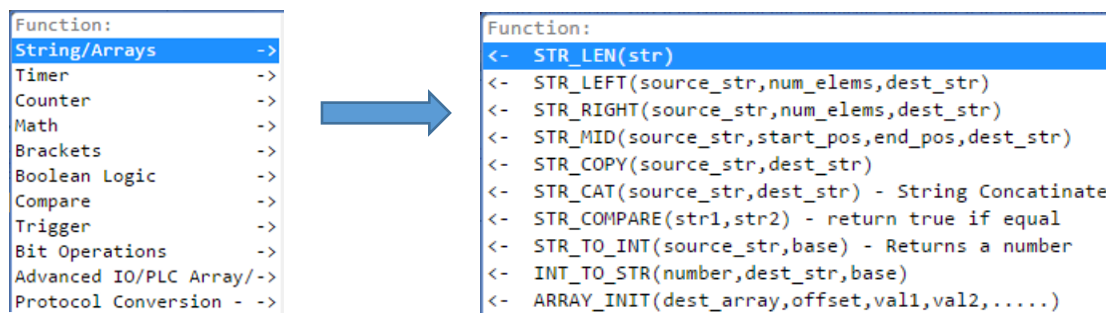 Function:
String/Arrays ->
Timer ->
Counter ->
Math ->
Brackets ->
Boolean Logic ->
Compare ->
Trigger ->
Bit Operations ->
Advanced IO/PLC Array/->
Protocol Conversion - ->
Function:
<- STR_LEN(str)
<- STR_LEFT(source_str,num_elems,dest_str)
<- STR_RIGHT(source_str,num_elems,dest_str)
<- STR_MID(source_str,start_pos,end_pos,dest_str)
<- STR_COPY(source_str,dest_str)
<- STR_CAT(source_str,dest_str) - String Concatinate
<- STR_COMPARE(str1,str2) - return true if equal
<- STR_TO_INT(source_str,base) - Returns a number
<- INT_TO_STR(number,dest_str,base)
<- ARRAY_INIT(dest_array,offset,val1,val2,.....)